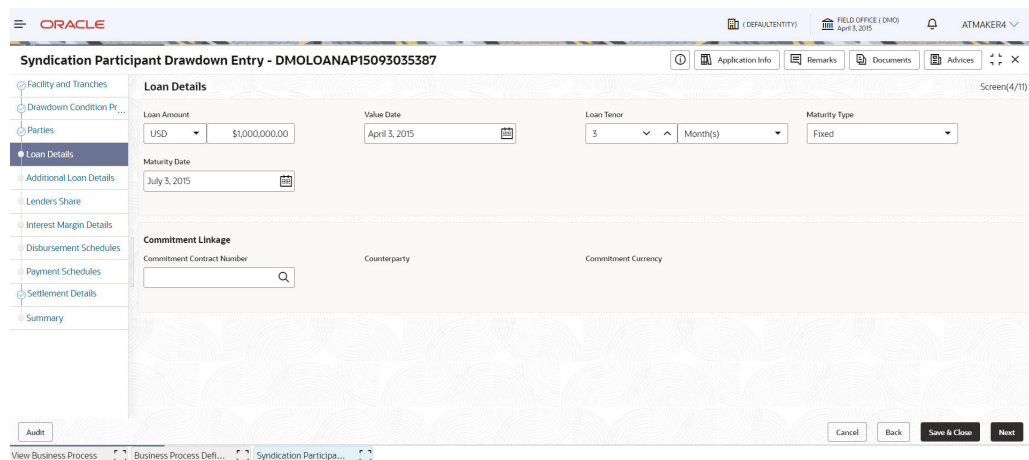 ORACLE
( DEFAULTENTITY)
FIELD OFFICE ( DMO)
April 3, 2015
ATMAKER4
Syndication Participant Drawdown Entry - DMOLOANAP15093035387
Application Info
Remarks
Documents
Advices
Facility and Tranches
Drawdown Condition Pr...
Parties
Loan Details
Additional Loan Details
Lenders Share
Interest Margin Details
Disbursement Schedules
Payment Schedules
Settlement Details
Summary
Loan Details
Screen(4/11)
Loan Amount
USD
$1,000,000.00
Value Date
April 3, 2015
Loan Tenor
3
Month(s)
Maturity Type
Fixed
Maturity Date
July 3, 2015
Commitment Linkage
Commitment Contract Number
Counterparty
Commitment Currency
Audit
Cancel
Back
Save & Close
Next
View Business Process
Business Process Defi...
Syndication Participa...